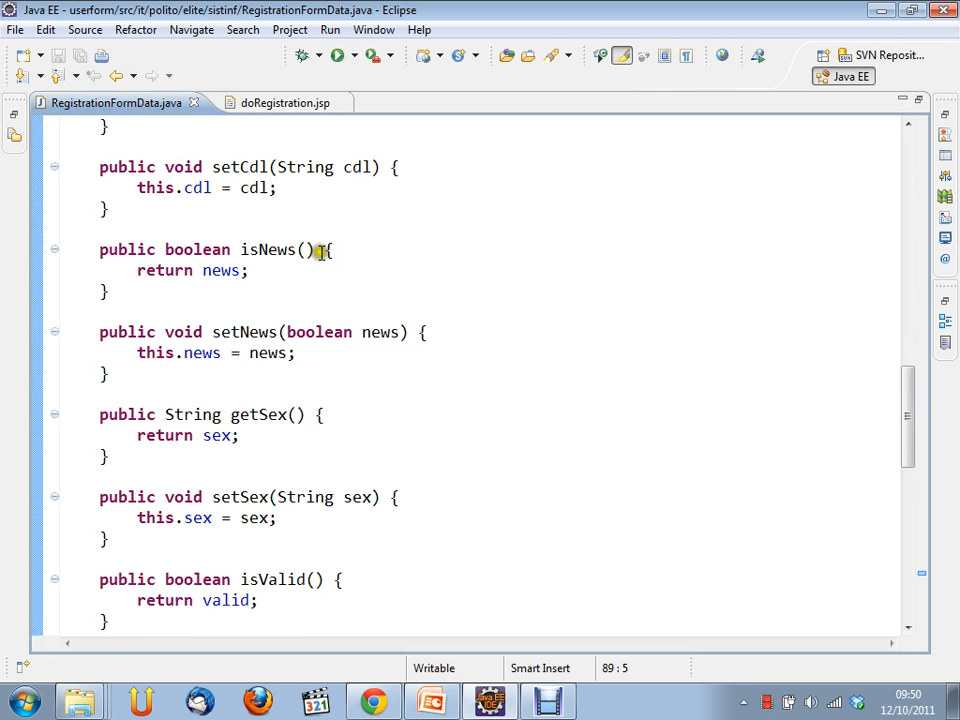 Java EE - userform/src/it/polito/elite/sistinf/RegistrationFormData.java - Eclipse
File Edit Source Refactor Navigate Search Project Run Window Help
SVN Reposit...
Java EE
RegistrationFormData.java doRegistration.jsp
}
public void setCdl(String cdl) {
this.cdl = cdl;
}
public boolean isNews() {
return news;
}
public void setNews(boolean news) {
this.news = news;
}
public String getSex() {
return sex;
}
public void setSex(String sex) {
this.sex = sex;
}
public boolean isValid() {
return valid;
}
Writable Smart Insert 89 : 5
09:50
12/10/2011